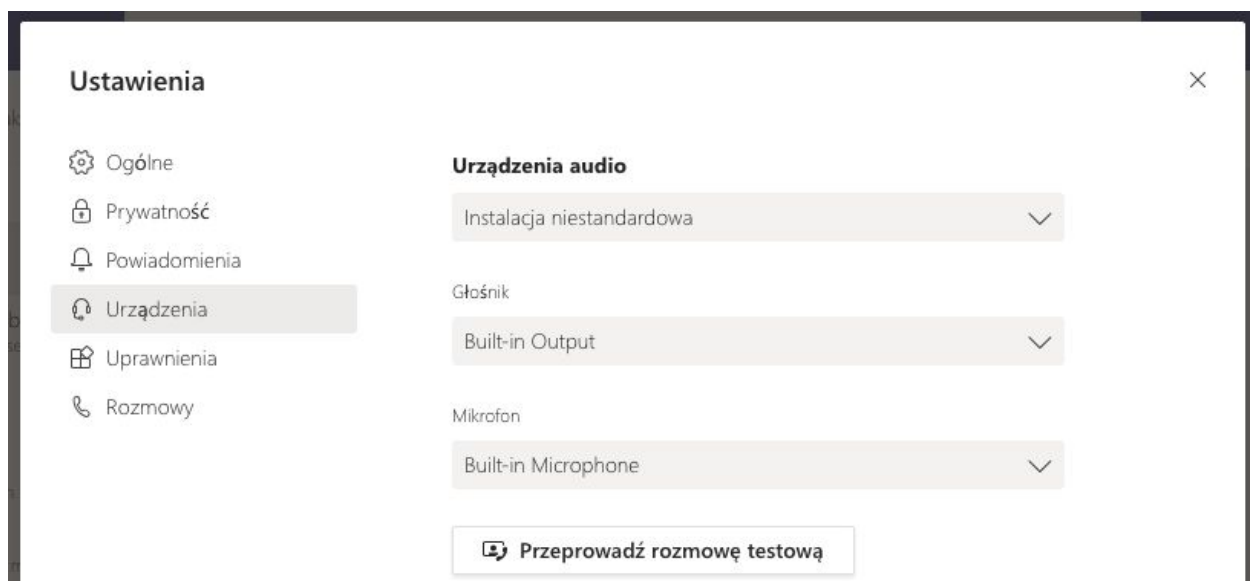 Ustawienia
Ogólne
Prywatność
Powiadomienia
Urządzenia
Uprawnienia
Rozmowy
Urządzenia audio
Instalacja niestandardowa
Głośnik
Built-in Output
Mikrofon
Built-in Microphone
Przeprowadź rozmowę testową